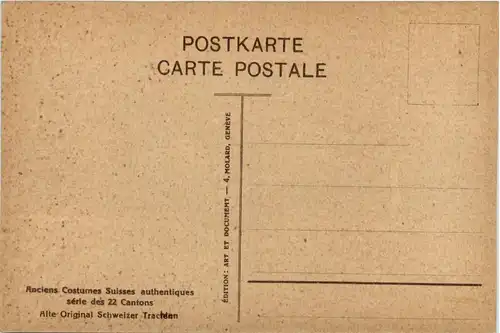 POSTKARTE
CARTE POSTALE
ÉDITION: ART ET DOCUMENT. — 4, MOLARD, GENÈVE
Anciens Costumes Suisses authentiques
série des 22 Cantons
Alte Original Schweizer Trachten